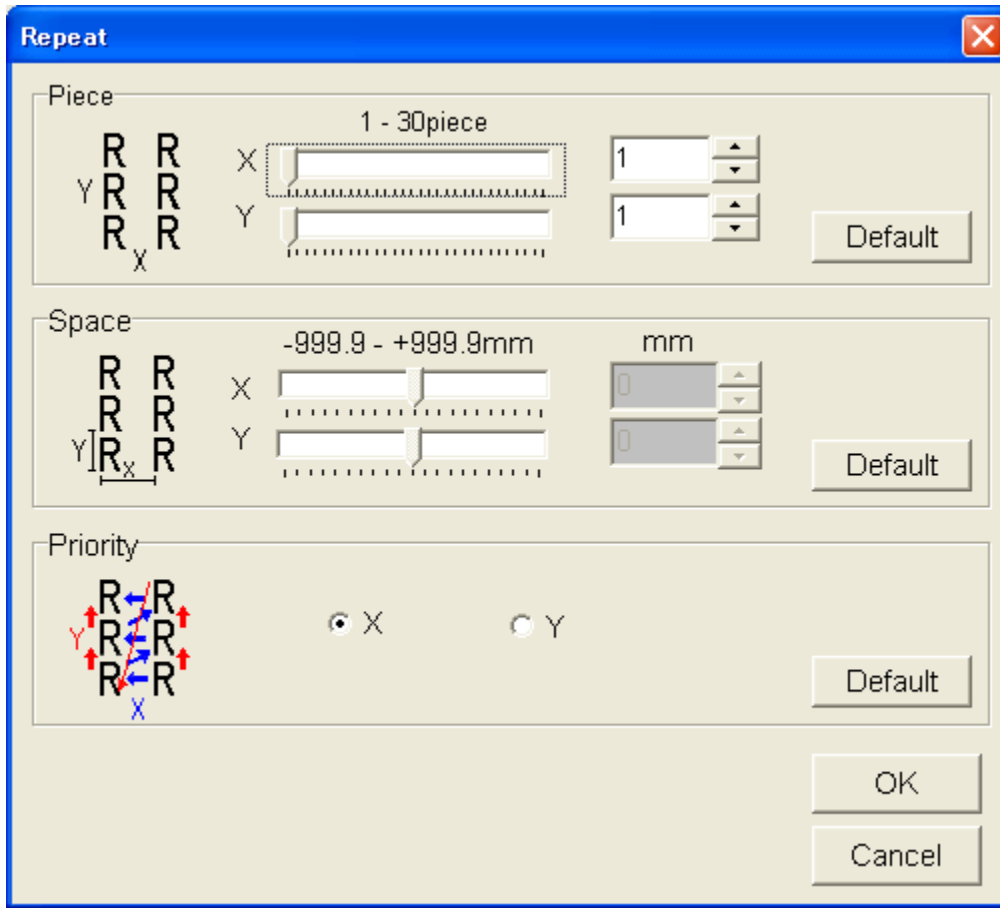 Repeat
Piece
1 - 30piece
R R
Y R R
R R
X
X
1
Y
1
Default
Space
-999.9 - +999.9mm
mm
R R
R R
Y R X R
X
0
Y
0
Default
Priority
R R
Y R R
R R
X
X
Y
Default
OK
Cancel